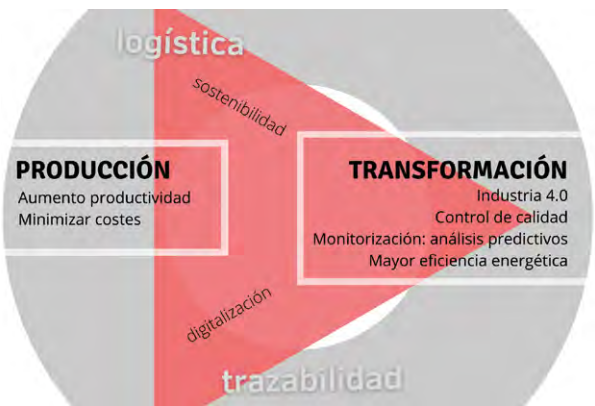 logística
sostenibilidad
PRODUCCIÓN
Aumento productividad
Minimizar costes
TRANSFORMACIÓN
Industria 4.0
Control de calidad
Monitorización: análisis predictivos
Mayor eficiencia energética
digitalización
trazabilidad